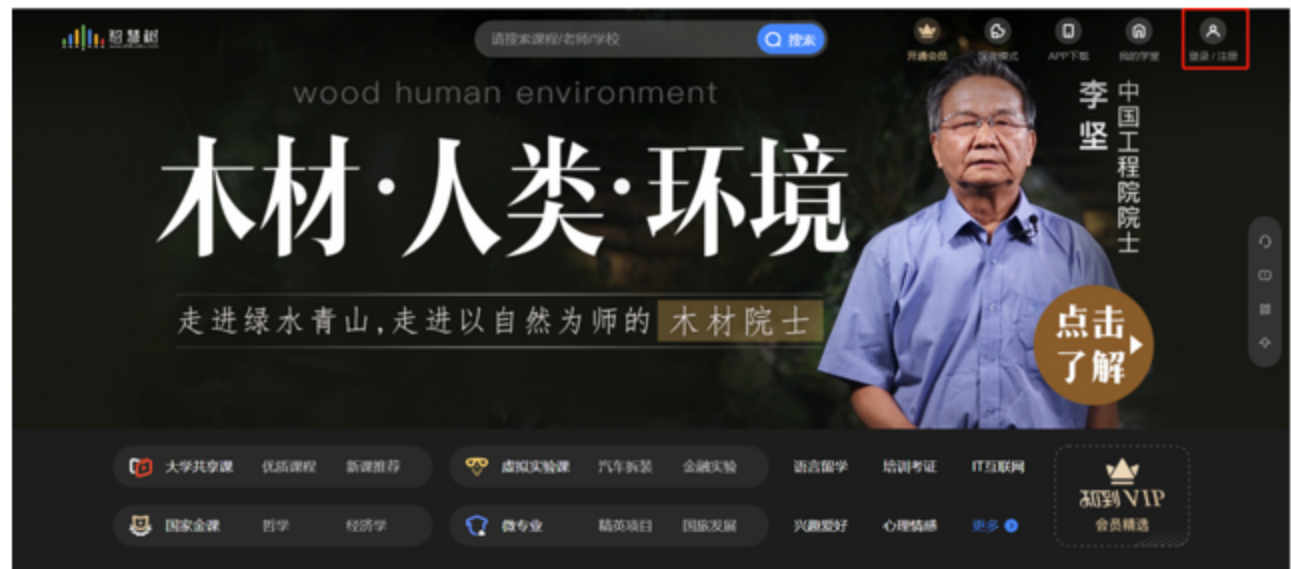 智慧树
请搜索课程/老师/学校
搜索
开通会员
APP下载
我的学堂
登录 / 注册
wood human environment
木材·人类·环境
走进绿水青山,走进以自然为师的 木材院士
李坚
中国工程院院士
点击
了解
大学共享课 优质课程 新课推荐
虚拟实验课 汽车拆装 金融实验
语言留学 培训考证 IT互联网
国家金课 哲学 经济学
微专业 精英项目 国际发展
兴趣爱好 心理情感 更多
知到VIP
会员精选